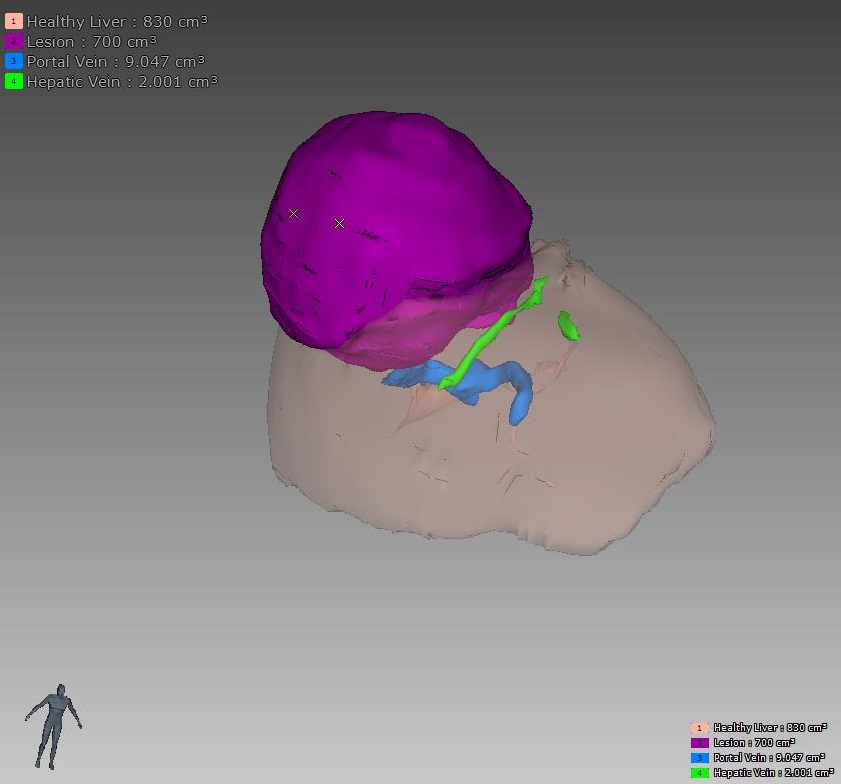 1 Healthy Liver : 830 cm³
2 Lesion : 700 cm³
3 Portal Vein : 9.047 cm³
4 Hepatic Vein : 2.001 cm³
1 Healthy Liver : 830 cm³
2 Lesion : 700 cm³
3 Portal Vein : 9.047 cm³
4 Hepatic Vein : 2.001 cm³